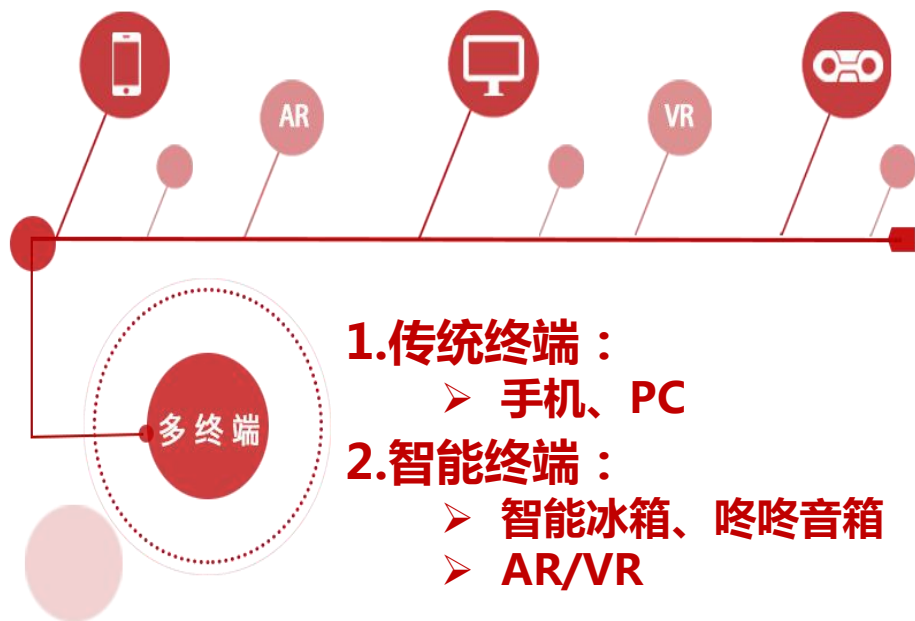 AR
VR
多终端
1.传统终端：
➢ 手机、PC
2.智能终端：
➢ 智能冰箱、咚咚音箱
➢ AR/VR